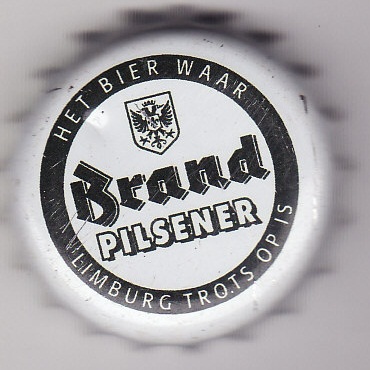 HET BIER WAAR
Brand
PILSENER
LIMBURG TROTS OP IS